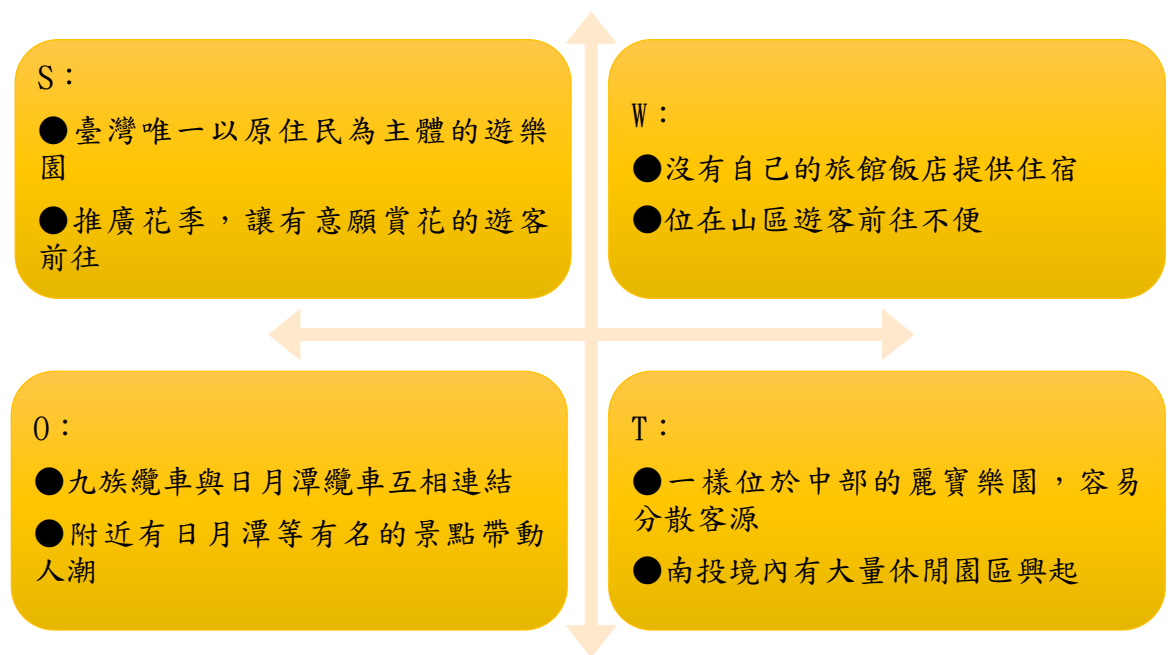 S：
●臺灣唯一以原住民為主體的遊樂
園
●推廣花季，讓有意願賞花的遊客
前往
W：
●沒有自己的旅館飯店提供住宿
●位在山區遊客前往不便
O：
●九族纜車與日月潭纜車互相連結
●附近有日月潭等有名的景點帶動
人潮
T：
●一樣位於中部的麗寶樂園，容易
分散客源
●南投境內有大量休閒園區興起